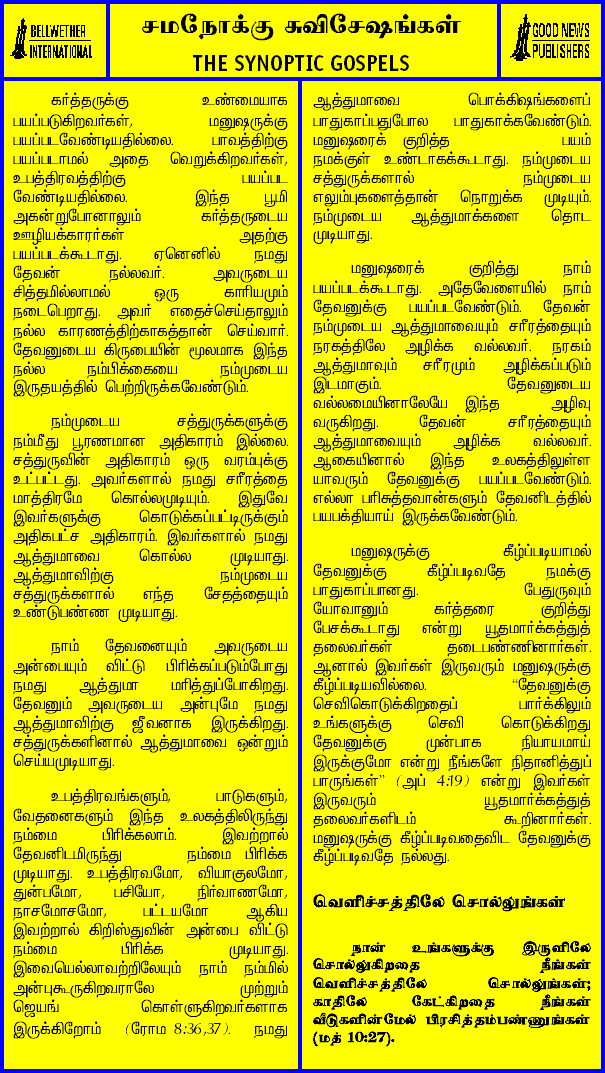 BELLWETHER
INTERNATIONAL
சமநோக்கு சுவிசேஷங்கள்
THE SYNOPTIC GOSPELS
GOOD NEWS
PUBLISHERS
கர்த்தருக்கு உண்மையாக
பயப்படுகிறவர்கள், மனுஷருக்கு
பயப்படவேண்டியதில்லை. பாவத்திற்கு
பயப்படாமல் அதை வெறுக்கிறவர்கள்,
உபத்திரவத்திற்கு பயப்பட
வேண்டியதில்லை. இந்த பூமி
அகன்றுபோனாலும் கர்த்தருடைய
ஊழியக்காரர்கள் அதற்கு
பயப்படக்கூடாது. ஏனெனில் நமது
தேவன் நல்லவர். அவருடைய
சித்தமில்லாமல் ஒரு காரியமும்
நடைபெறாது. அவர் எதைச்செய்தாலும்
நல்ல காரணத்திற்காகத்தான் செய்வார்.
தேவனுடைய கிருபையின் மூலமாக இந்த
நல்ல நம்பிக்கையை நம்முடைய
இருதயத்தில் பெற்றிருக்கவேண்டும்.
நம்முடைய சத்துருக்களுக்கு
நம்மீது பூரணமான அதிகாரம் இல்லை.
சத்துருவின் அதிகாரம் ஒரு வரம்புக்கு
உட்பட்டது. அவர்களால் நமது சரீரத்தை
மாத்திரமே கொல்லமுடியும். இதுவே
இவர்களுக்கு கொடுக்கப்பட்டிருக்கும்
அதிகபட்ச அதிகாரம். இவர்களால் நமது
ஆத்துமாவை கொல்ல முடியாது.
ஆத்துமாவிற்கு நம்முடைய
சத்துருக்களால் எந்த சேதத்தையும்
உண்டுபண்ண முடியாது.
நாம் தேவனையும் அவருடைய
அன்பையும் விட்டு பிரிக்கப்படும்போது
நமது ஆத்துமா மரித்துப்போகிறது.
தேவனும் அவருடைய அன்புமே நமது
ஆத்துமாவிற்கு ஜீவனாக இருக்கிறது.
சத்துருக்களினால் ஆத்துமாவை ஒன்றும்
செய்யமுடியாது.
உபத்திரவங்களும், பாடுகளும்,
வேதனைகளும் இந்த உலகத்திலிருந்து
நம்மை பிரிக்கலாம். இவற்றால்
தேவனிடமிருந்து நம்மை பிரிக்க
முடியாது. உபத்திரவமோ, வியாகுலமோ,
துன்பமோ, பசியோ, நிர்வாணமோ,
நாசமோசமோ, பட்டயமோ ஆகிய
இவற்றால் கிறிஸ்துவின் அன்பை விட்டு
நம்மை பிரிக்க முடியாது.
இவையெல்லாவற்றிலேயும் நாம் நம்மில்
அன்புகூருகிறவராலே முற்றும்
ஜெயங் கொள்ளுகிறவர்களாக
இருக்கிறோம் (ரோம 8:36,37). நமது
ஆத்துமாவை பொக்கிஷங்களைப்
பாதுகாப்பதுபோல பாதுகாக்கவேண்டும்.
மனுஷரைக் குறித்த பயம்
நமக்குள் உண்டாகக்கூடாது. நம்முடைய
சத்துருக்களால் நம்முடைய
எலும்புகளைத்தான் நொறுக்க முடியும்.
நம்முடைய ஆத்துமாக்களை தொட
முடியாது.
மனுஷரைக் குறித்து நாம்
பயப்படக்கூடாது. அதேவேளையில் நாம்
தேவனுக்கு பயப்படவேண்டும். தேவன்
நம்முடைய ஆத்துமாவையும் சரீரத்தையும்
நரகத்திலே அழிக்க வல்லவர். நரகம்
ஆத்துமாவும் சரீரமும் அழிக்கப்படும்
இடமாகும். தேவனுடைய
வல்லமையினாலேயே இந்த அழிவு
வருகிறது. தேவன் சரீரத்தையும்
ஆத்துமாவையும் அழிக்க வல்லவர்.
ஆகையினால் இந்த உலகத்திலுள்ள
யாவரும் தேவனுக்கு பயப்படவேண்டும்.
எல்லா பரிசுத்தவான்களும் தேவனிடத்தில்
பயபக்தியாய் இருக்கவேண்டும்.
மனுஷருக்கு கீழ்ப்படியாமல்
தேவனுக்கு கீழ்ப்படிவதே நமக்கு
பாதுகாப்பானது. பேதுருவும்
யோவானும் கர்த்தரை குறித்து
பேசக்கூடாது என்று யூதமார்க்கத்துத்
தலைவர்கள் தடைபண்ணினார்கள்.
ஆனால் இவர்கள் இருவரும் மனுஷருக்கு
கீழ்ப்படியவில்லை. "தேவனுக்கு
செவிகொடுக்கிறதைப் பார்க்கிலும்
உங்களுக்கு செவி கொடுக்கிறது
தேவனுக்கு முன்பாக நியாயமாய்
இருக்குமோ என்று நீங்களே நிதானித்துப்
பாருங்கள்" (அப் 4:19) என்று இவர்கள்
இருவரும் யூதமார்க்கத்துத்
தலைவர்களிடம் கூறினார்கள்.
மனுஷருக்கு கீழ்ப்படிவதைவிட தேவனுக்கு
கீழ்ப்படிவதே நல்லது.
வெளிச்சத்திலே சொல்லுங்கள்
நான் உங்களுக்கு இருளிலே
சொல்லுகிறதை நீங்கள்
வெளிச்சத்திலே சொல்லுங்கள்;
காதிலே கேட்கிறதை நீங்கள்
வீடுகளின்மேல் பிரசித்தம்பண்ணுங்கள்
(மத் 10:27).